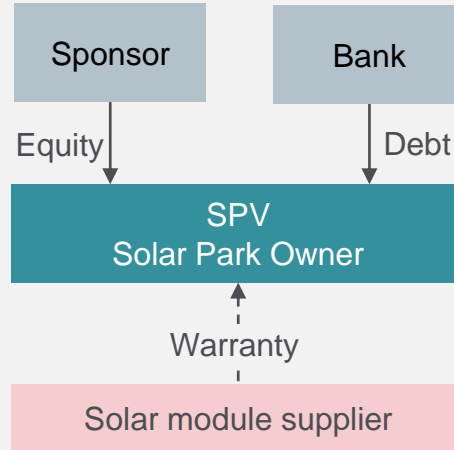 Sponsor
Bank
Equity
Debt
SPV
Solar Park Owner
Warranty
Solar module supplier